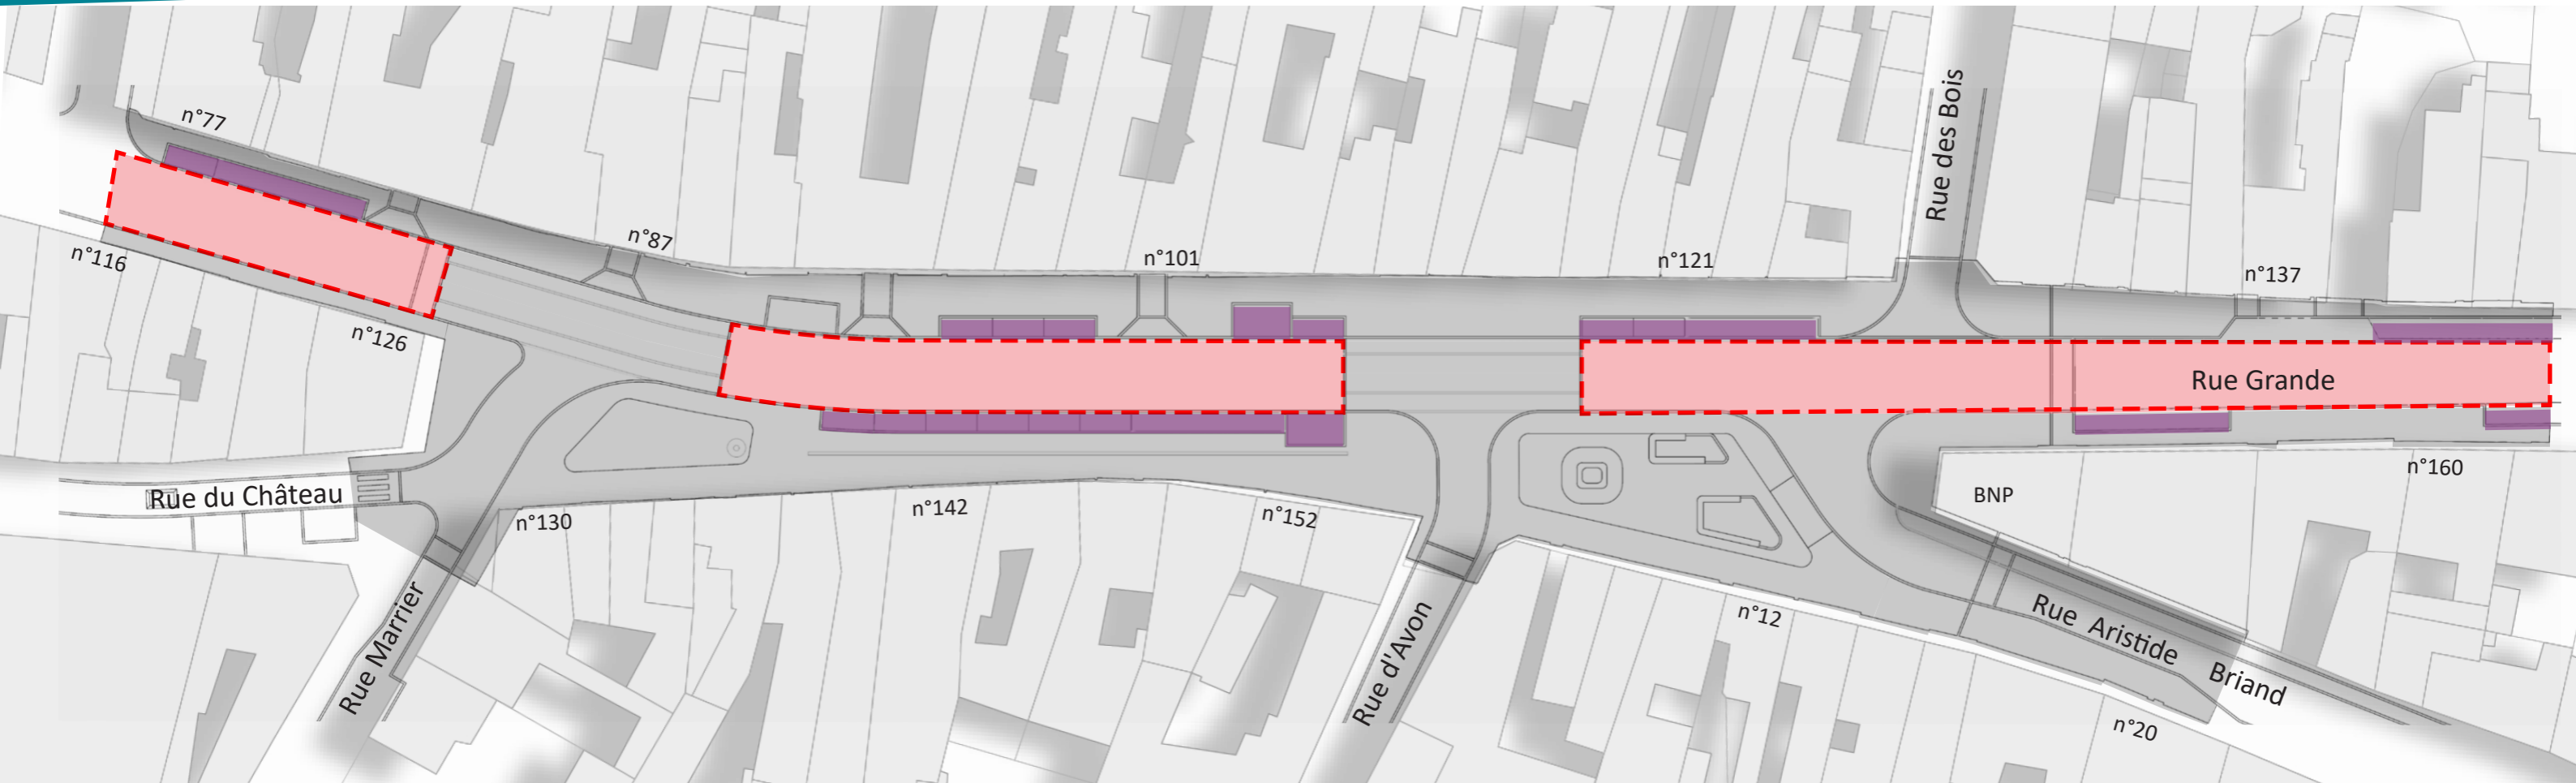 Rue des Bois
n°77
n°87
n°101
n°116
n°121
n°137
n°126
Rue Grande
n°160
Rue du Château
BNP
n°142
n°152
n°130
n°12
Rue Marrier
Rue d'Avon
Rue Aristide Briand
n°20